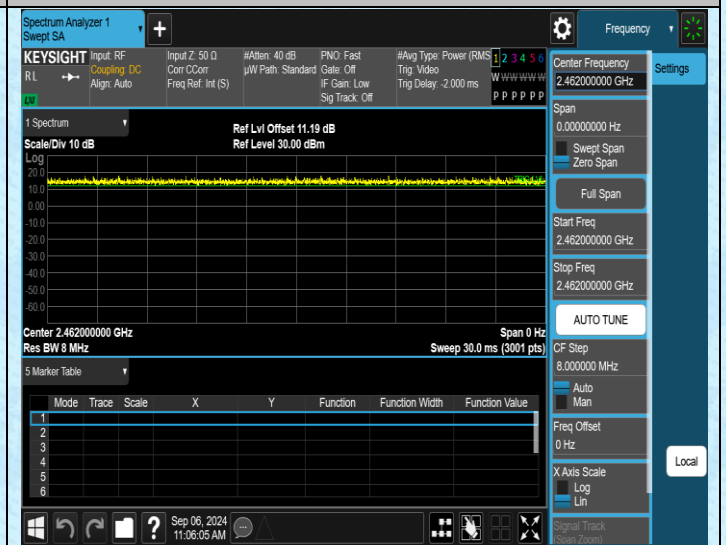 Spectrum Analyzer 1
Swept SA
+
Frequency
KEYSIGHT
RL
LXI
Input: RF
Coupling: DC
Align: Auto
Input Z: 50 Ω
Corr CCorr
Freq Ref: Int (S)
#Atten: 40 dB
µW Path: Standard
PNO: Fast
Gate: Off
IF Gain: Low
Sig Track: Off
#Avg Type: Power (RMS
Trig: Video
Trig Delay: -2.000 ms
1 2 3 4 5 6
W W W W W W
P P P P P P
Center Frequency
2.462000000 GHz
Settings
Span
0.00000000 Hz
Swept Span
Zero Span
Full Span
Start Freq
2.462000000 GHz
Stop Freq
2.462000000 GHz
AUTO TUNE
CF Step
8.000000 MHz
Auto
Man
Freq Offset
0 Hz
X Axis Scale
Log
Lin
Signal Track
(Span Zoom)
Local
1 Spectrum
Scale/Div 10 dB
Ref Lvl Offset 11.19 dB
Ref Level 30.00 dBm
Log
20.0
10.0
0.00
-10.0
-20.0
-30.0
-40.0
-50.0
-60.0
Center 2.462000000 GHz
Res BW 8 MHz
Span 0 Hz
Sweep 30.0 ms (3001 pts)
5 Marker Table
Mode Trace Scale X Y Function Function Width Function Value
1
2
3
4
5
6
?
Sep 06, 2024
11:06:05 AM